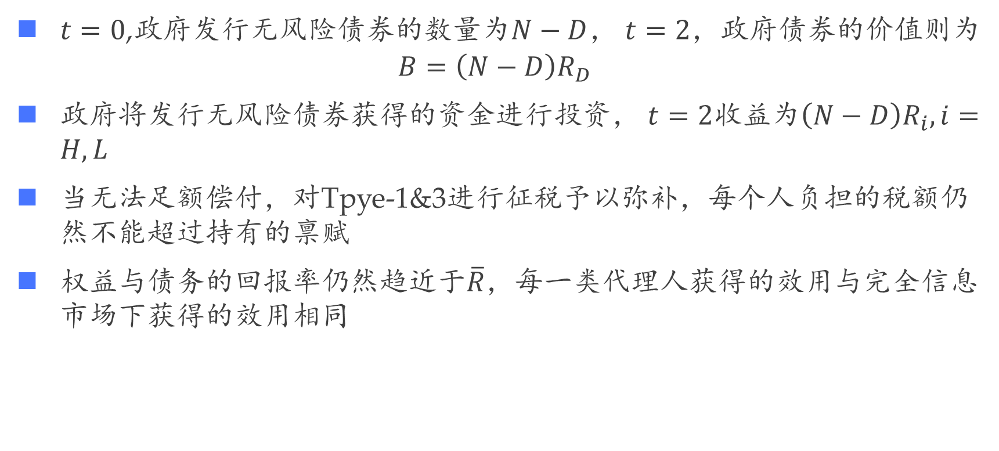 ■ t = 0,政府发行无风险债券的数量为N − D， t = 2，政府债券的价值则为
B = (N − D)R_D
■ 政府将发行无风险债券获得的资金进行投资， t = 2收益为(N − D)R_i, i =
H, L
■ 当无法足额偿付，对Tpye-1&3进行征税予以弥补，每个人负担的税额仍
然不能超过持有的禀赋
■ 权益与债务的回报率仍然趋近于R̅，每一类代理人获得的效用与完全信息
市场下获得的效用相同